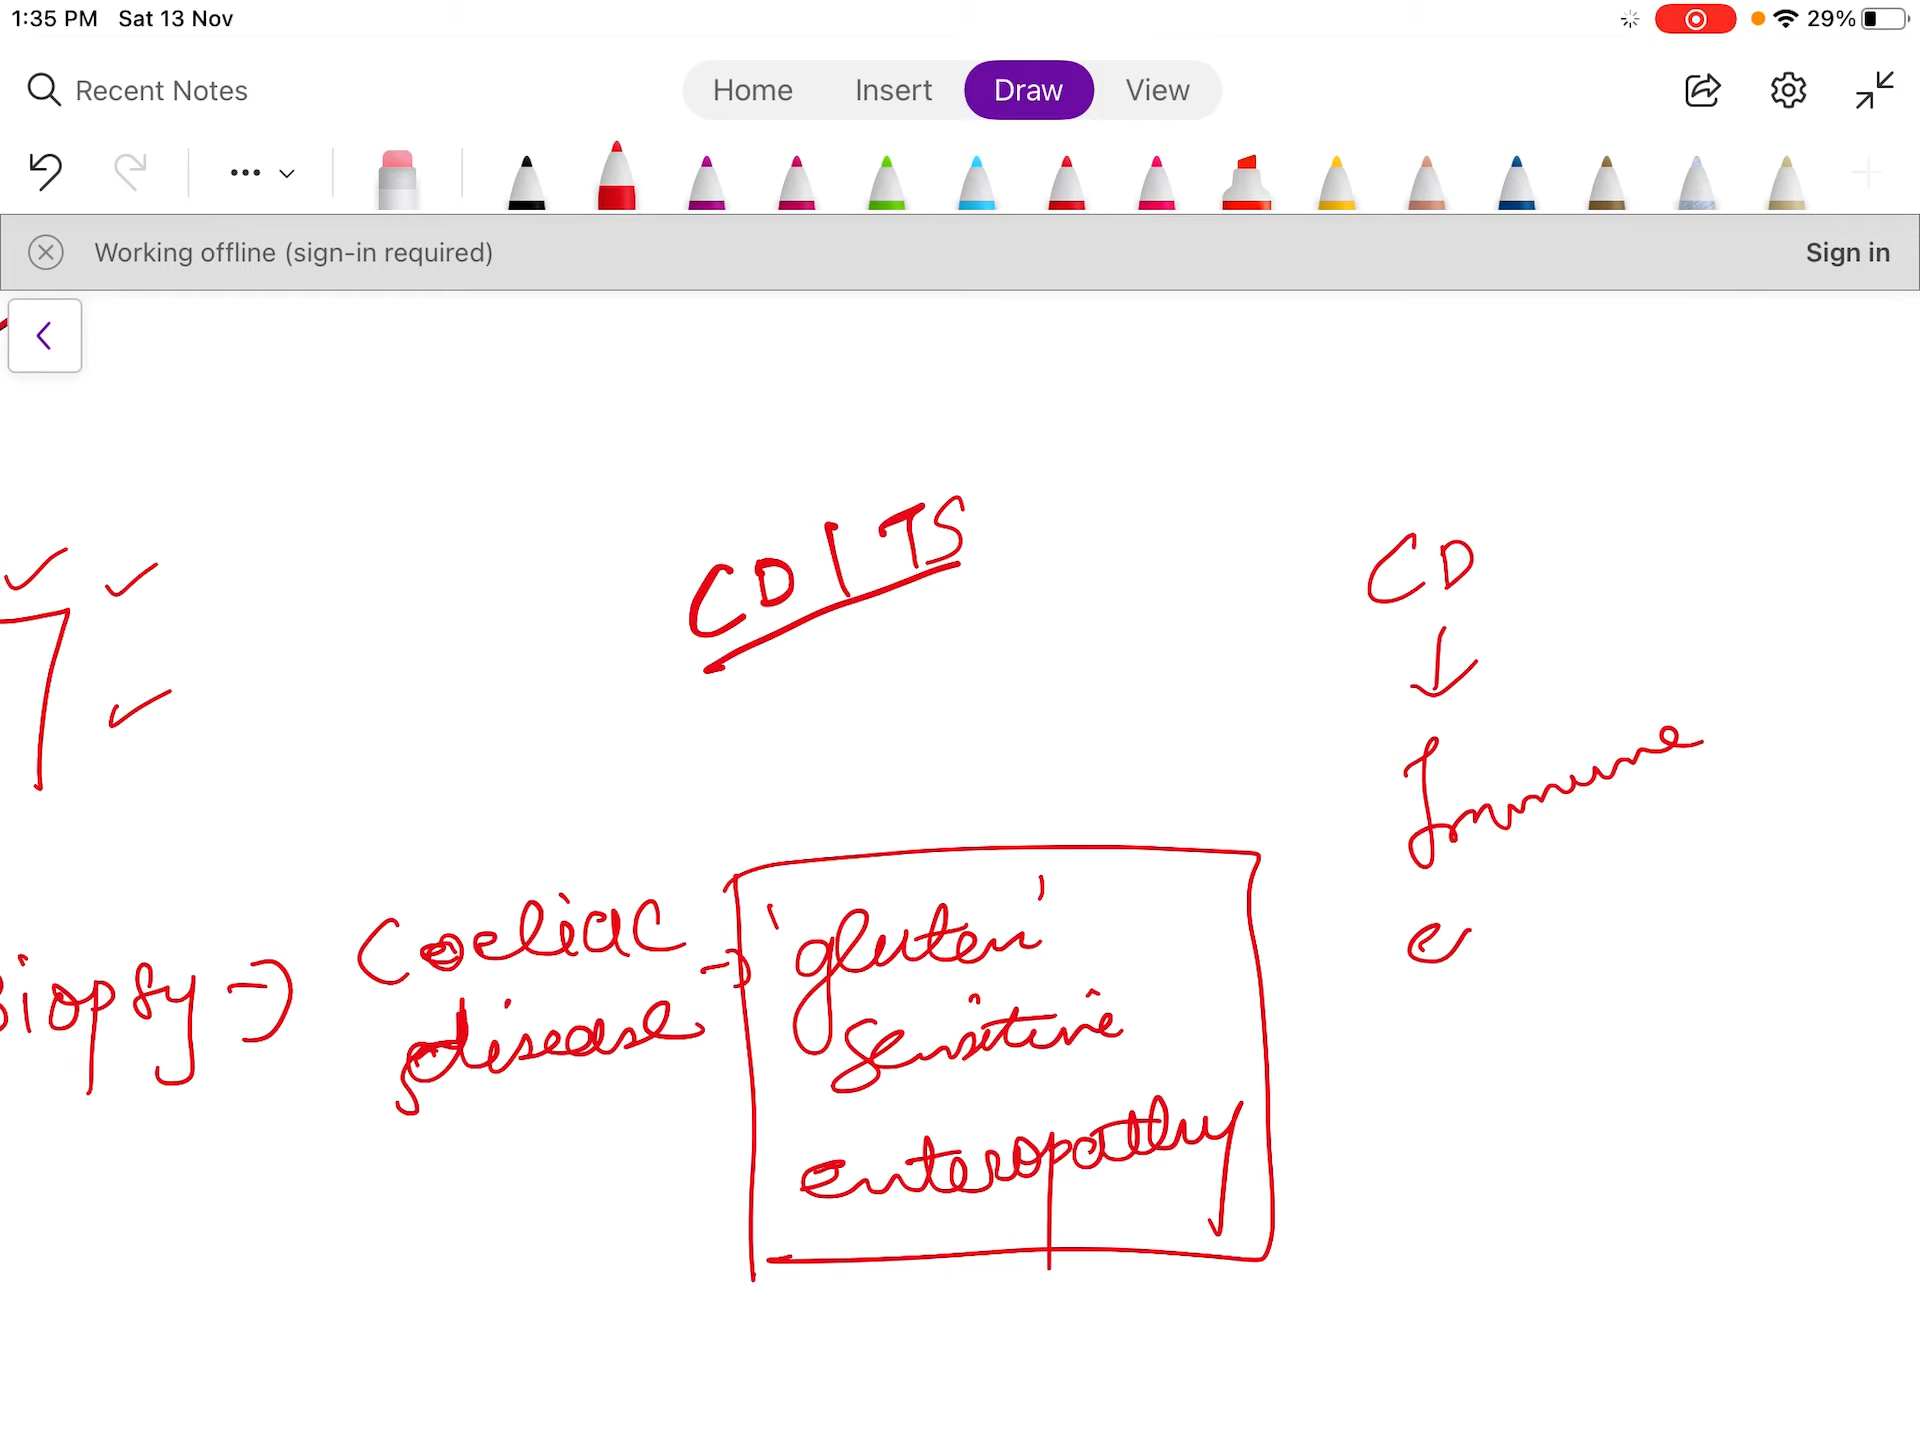 1:35 PM Sat 13 Nov
29%
Recent Notes
Home Insert Draw View
Working offline (sign-in required)
Sign in
CD | TS
CD
↓
Immune
Biopsy → Coeliac disease → 'gluten'
sensitive
enteropathy